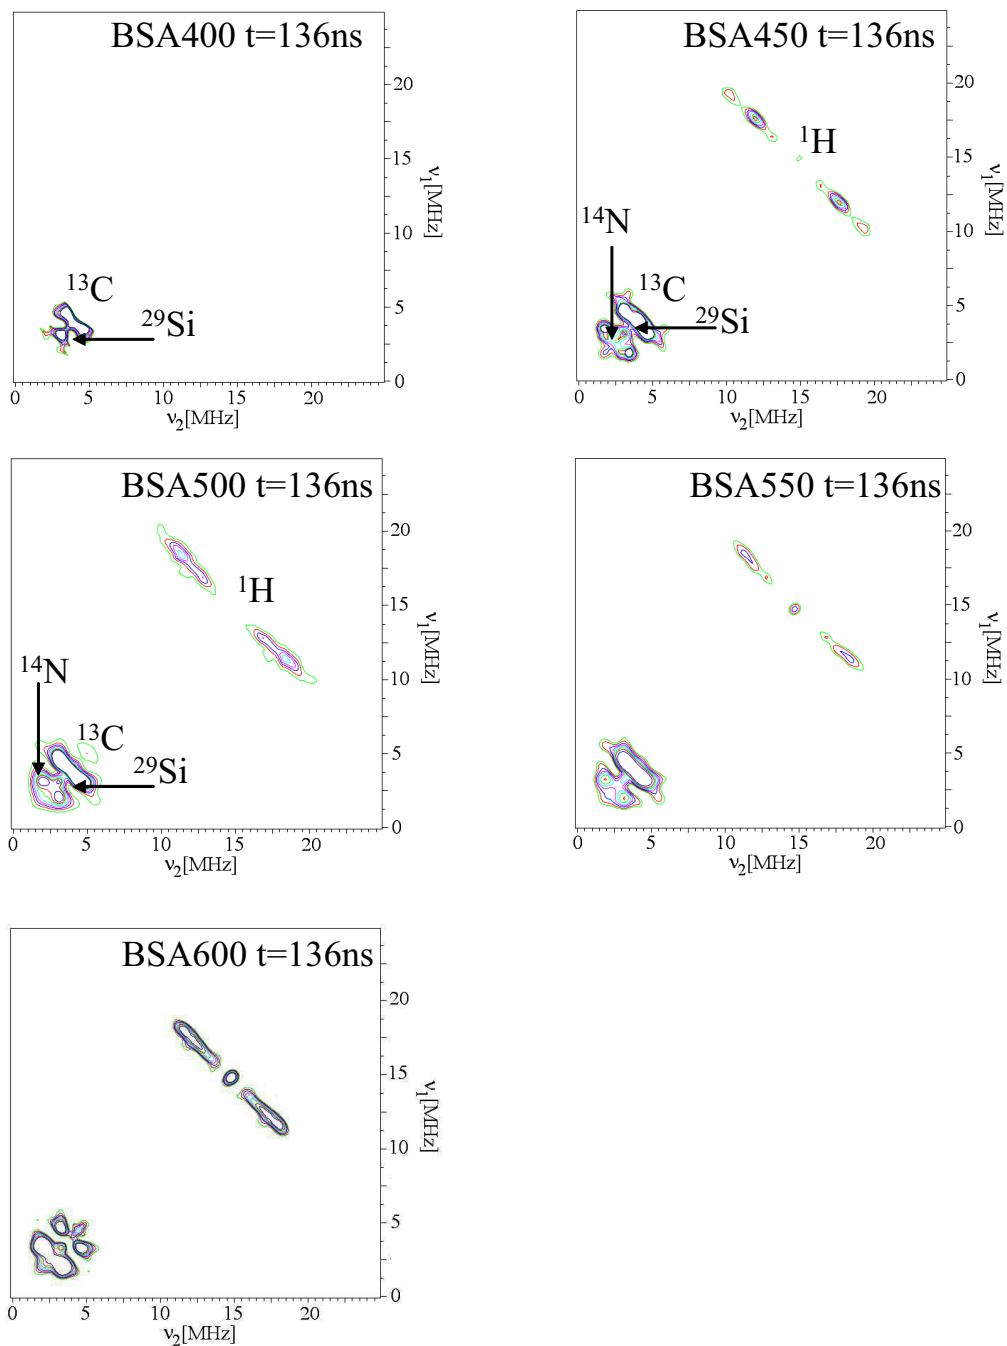 BSA400 t=136ns
20
15
10
5
0
ν₁[MHz]
¹³C
²⁹Si
0 5 10 15 20
ν₂[MHz]
BSA450 t=136ns
20
15
10
5
0
ν₁[MHz]
¹H
¹⁴N
¹³C
²⁹Si
0 5 10 15 20
ν₂[MHz]
BSA500 t=136ns
20
15
10
5
0
ν₁[MHz]
¹H
¹⁴N
¹³C
²⁹Si
0 5 10 15 20
ν₂[MHz]
BSA550 t=136ns
20
15
10
5
0
ν₁[MHz]
0 5 10 15 20
ν₂[MHz]
BSA600 t=136ns
20
15
10
5
0
ν₁[MHz]
0 5 10 15 20
ν₂[MHz]